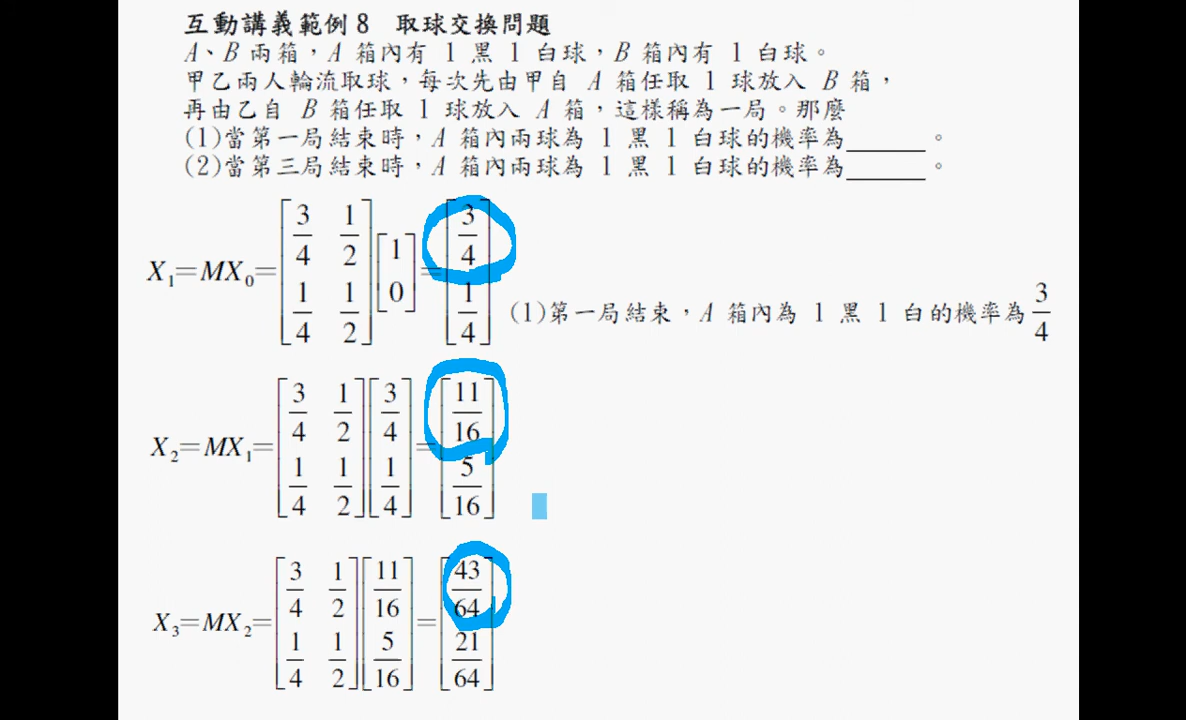 互動講義範例8 取球交換問題
A、B 兩箱,A 箱內有 1 黑 1 白球,B 箱內有 1 白球。
甲乙兩人輪流取球,每次先由甲自 A 箱任取 1 球放入 B 箱,
再由乙自 B 箱任取 1 球放入 A 箱,這樣稱為一局。那麼
(1)當第一局結束時,A 箱內兩球為 1 黑 1 白球的機率為______。
(2)當第三局結束時,A 箱內兩球為 1 黑 1 白球的機率為______。
X₁=MX₀=[3/4 1/2; 1/4 1/2][1; 0]=[3/4; 1/4]
(1)第一局結束,A 箱內為 1 黑 1 白的機率為 3/4
X₂=MX₁=[3/4 1/2; 1/4 1/2][3/4; 1/4]=[11/16; 5/16]
X₃=MX₂=[3/4 1/2; 1/4 1/2][11/16; 5/16]=[43/64; 21/64]